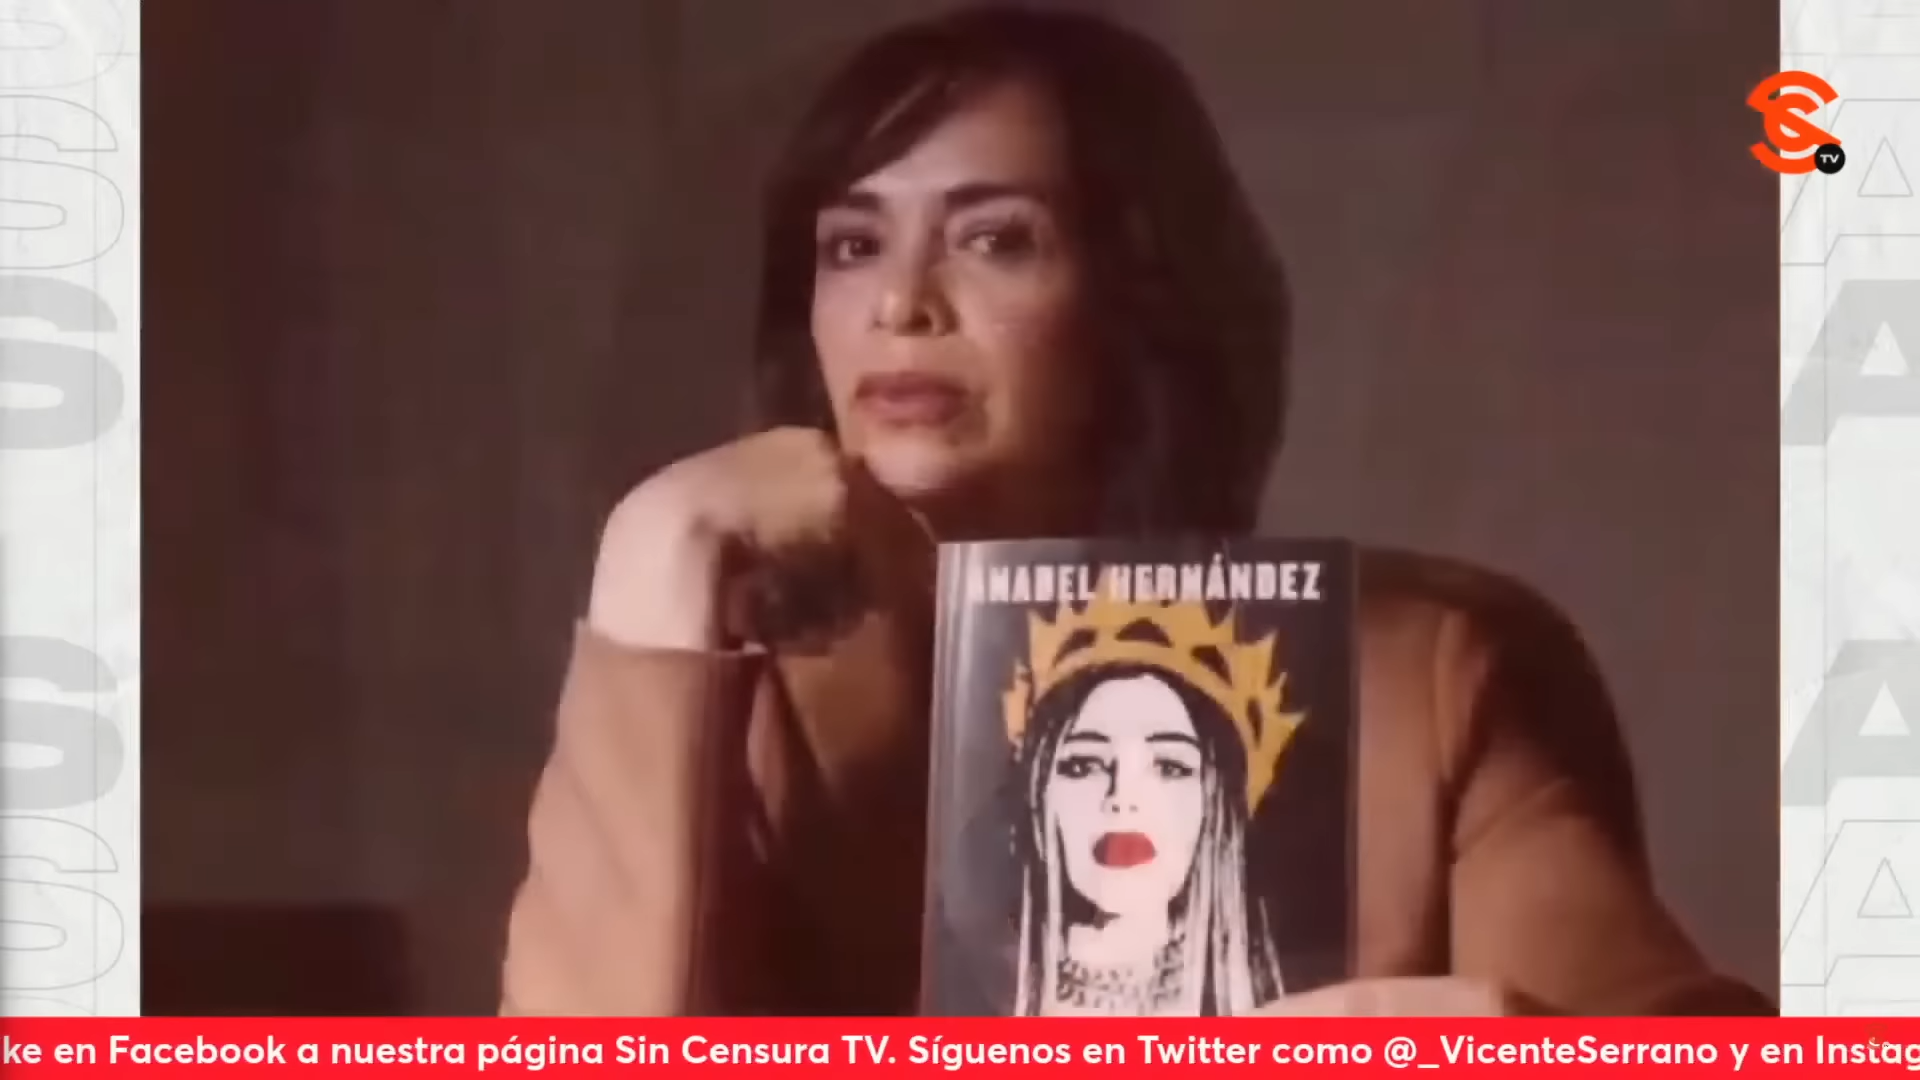 TV
ANABEL HERNÁNDEZ
ke en Facebook a nuestra página Sin Censura TV. Síguenos en Twitter como @_VicenteSerrano y en Instag